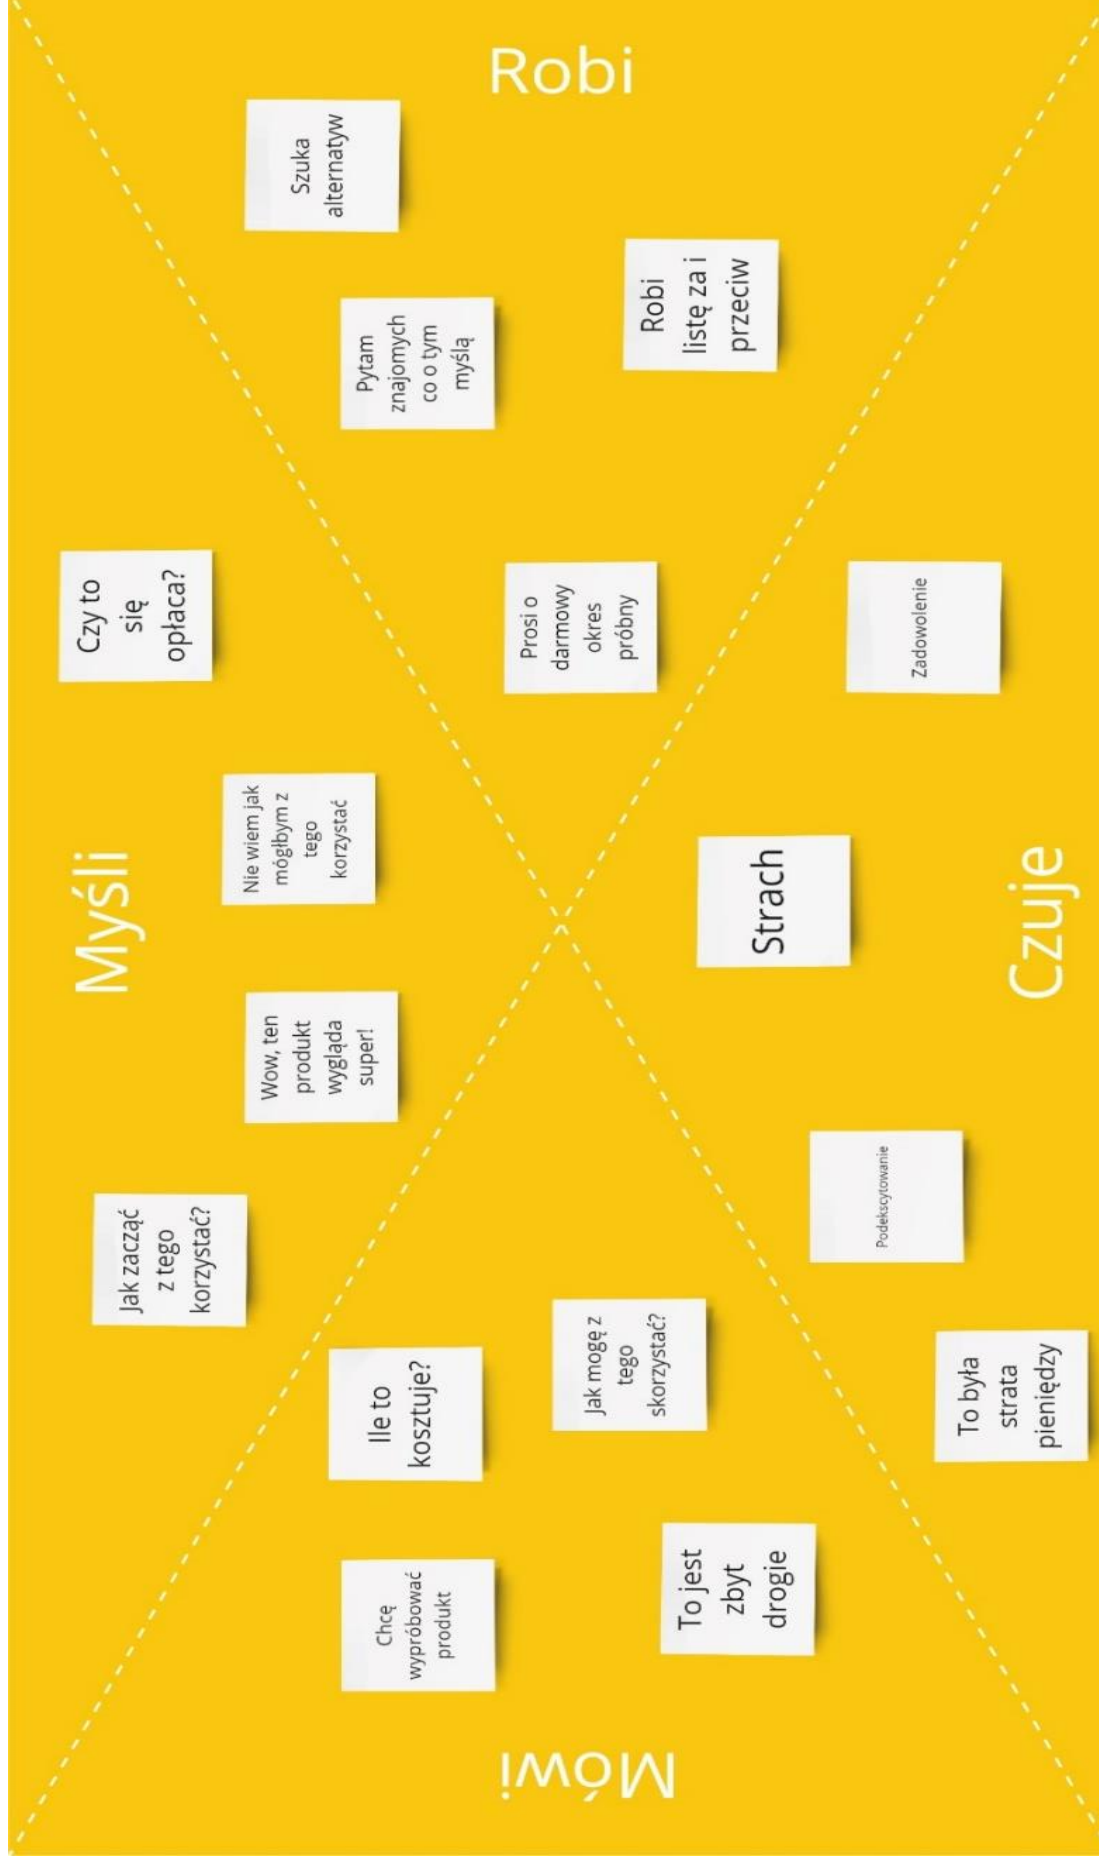 Myśli
Jak zacząć
z tego
korzystać?
Wow, ten
produkt
wygląda
super!
Nie wiem jak
mógłbym z
tego
korzystać
Czy to
się
opłaca?
Mówi
Chcę
wypróbować
produkt
Ile to
kosztuje?
To jest
zbyt
drogie
Jak mogę z
tego
skorzystać?
Robi
Szuka
alternatyw
Pytam
znajomych
co o tym
myślą
Robi
listę za i
przeciw
Prosi o
darmowy
okres
próbny
Czuje
To była
strata
pieniędzy
Podekscytowanie
Strach
Zadowolenie